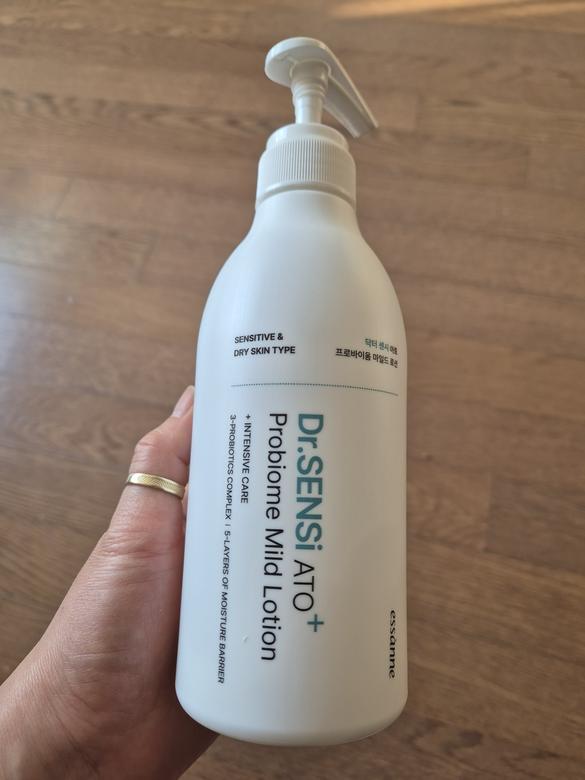 SENSITIVE &
DRY SKIN TYPE
닥터 센시 아토
프로바이옴 마일드 로션
Dr.SENSi ATO+
Probiome Mild Lotion
+ INTENSIVE CARE
3-PROBIOTICS COMPLEX | 5-LAYERS OF MOISTURE BARRIER
essanne